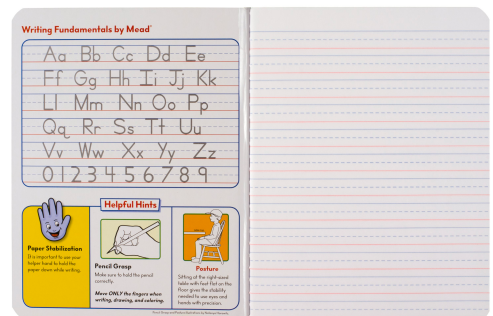 Writing Fundamentals by Mead
Aa Bb Cc Dd Ee
Ff Gg Hh Ii Jj Kk
Ll Mm Nn Oo Pp
Qq Rr Ss Tt Uu
Vv Ww Xx Yy Zz
0 1 2 3 4 5 6 7 8 9
Helpful Hints
Paper Stabilization
It is important to use your
helper hand to hold the
paper down while writing.
Pencil Grasp
Make sure to hold the pencil
correctly.
Move ONLY the fingers when
writing, drawing, and coloring.
Posture
Sitting at the right-sized
table with feet flat on the
floor gives the stability
needed to use eyes and
hands with precision.